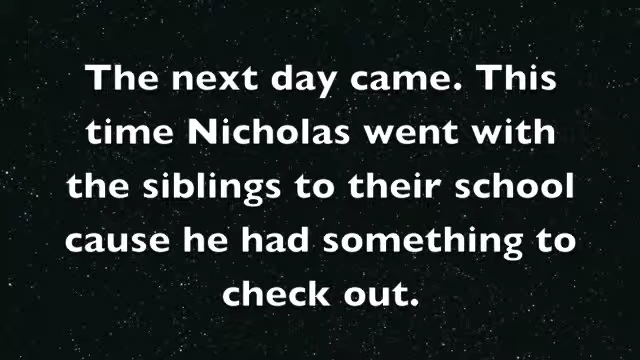 The next day came. This
time Nicholas went with
the siblings to their school
cause he had something to
check out.